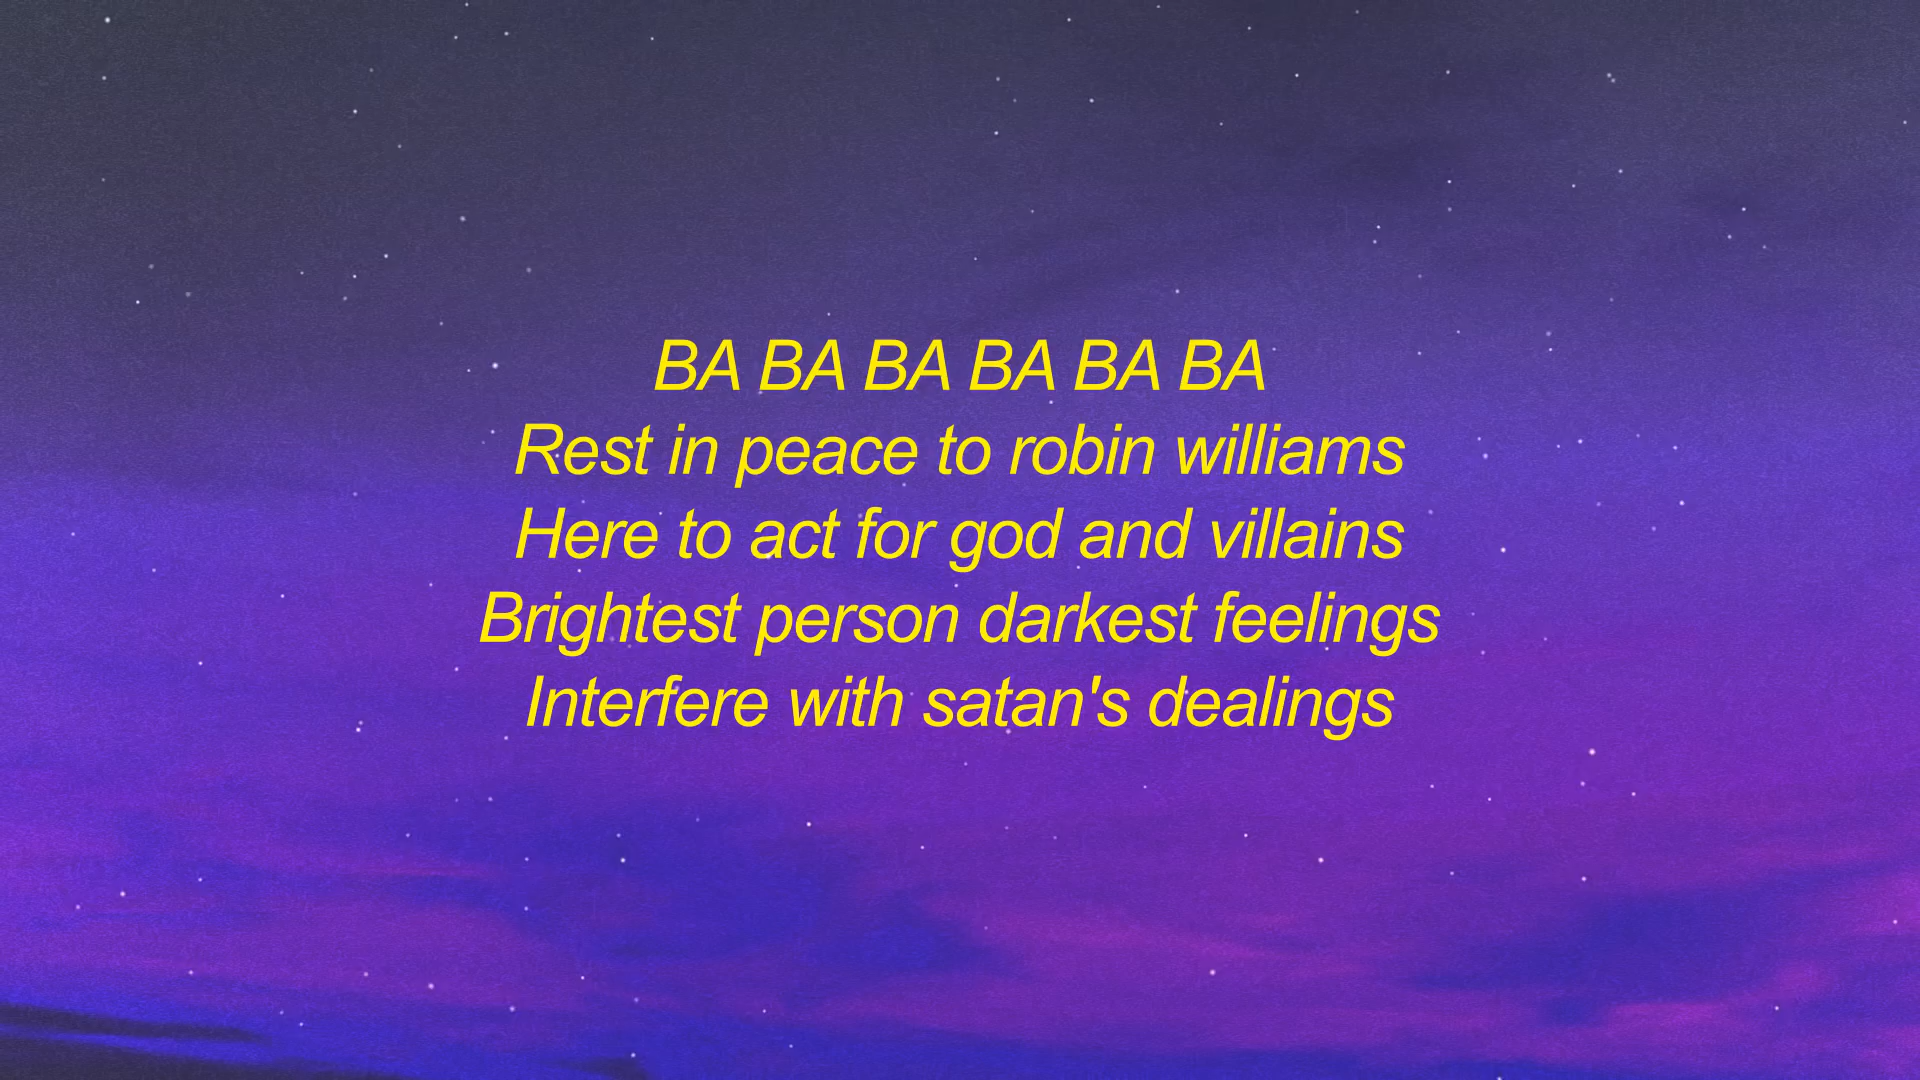 BA BA BA BA BA BA
Rest in peace to robin williams
Here to act for god and villains
Brightest person darkest feelings
Interfere with satan's dealings